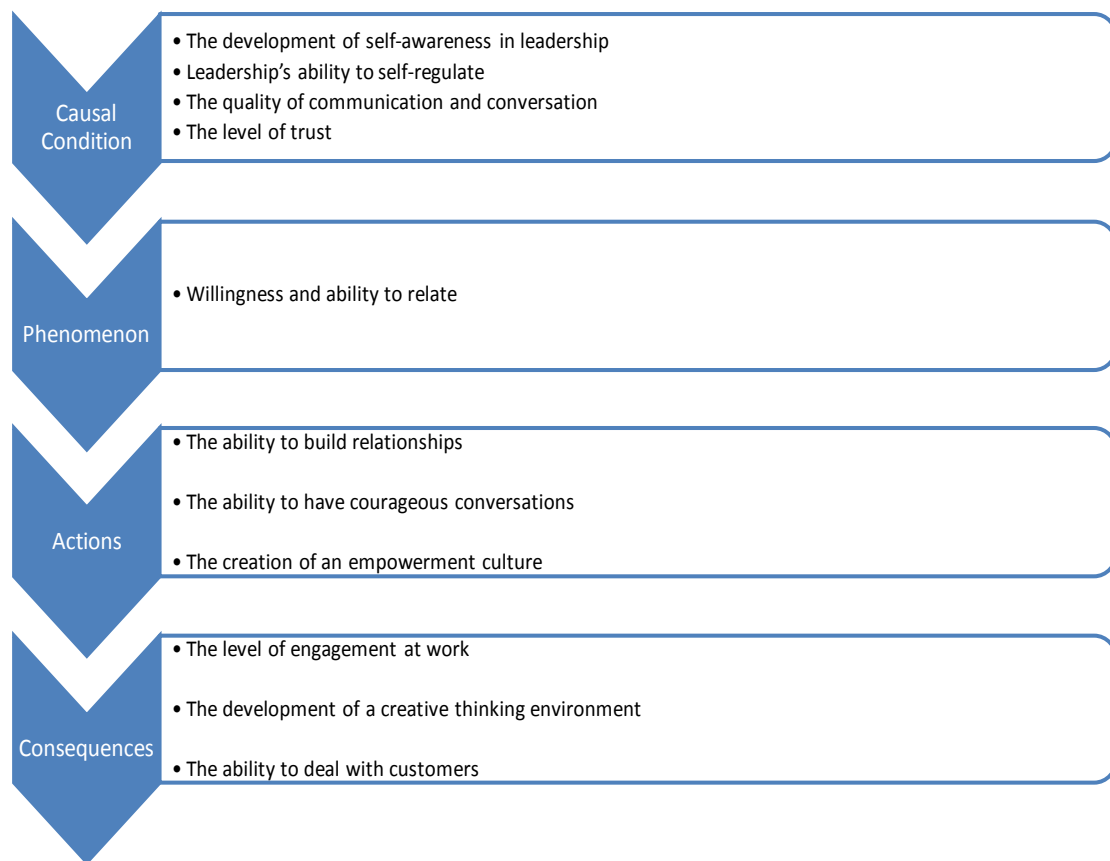 Causal
Condition
• The development of self-awareness in leadership
• Leadership’s ability to self-regulate
• The quality of communication and conversation
• The level of trust
Phenomenon
• Willingness and ability to relate
Actions
• The ability to build relationships
• The ability to have courageous conversations
• The creation of an empowerment culture
Consequences
• The level of engagement at work
• The development of a creative thinking environment
• The ability to deal with customers